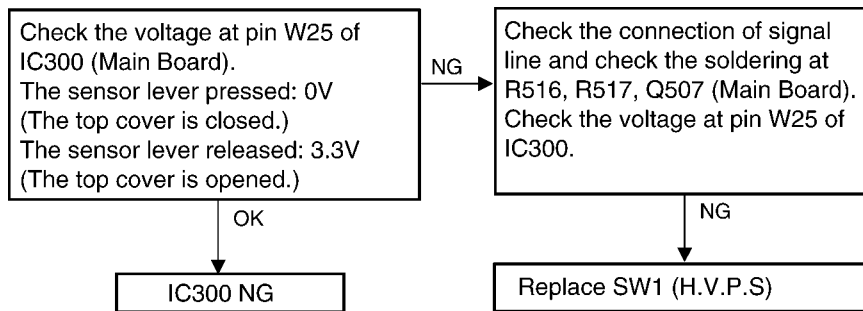 Check the voltage at pin W25 of
IC300 (Main Board).
The sensor lever pressed: 0V
(The top cover is closed.)
The sensor lever released: 3.3V
(The top cover is opened.)
NG
Check the connection of signal
line and check the soldering at
R516, R517, Q507 (Main Board).
Check the voltage at pin W25 of
IC300.
OK
NG
IC300 NG
Replace SW1 (H.V.P.S)